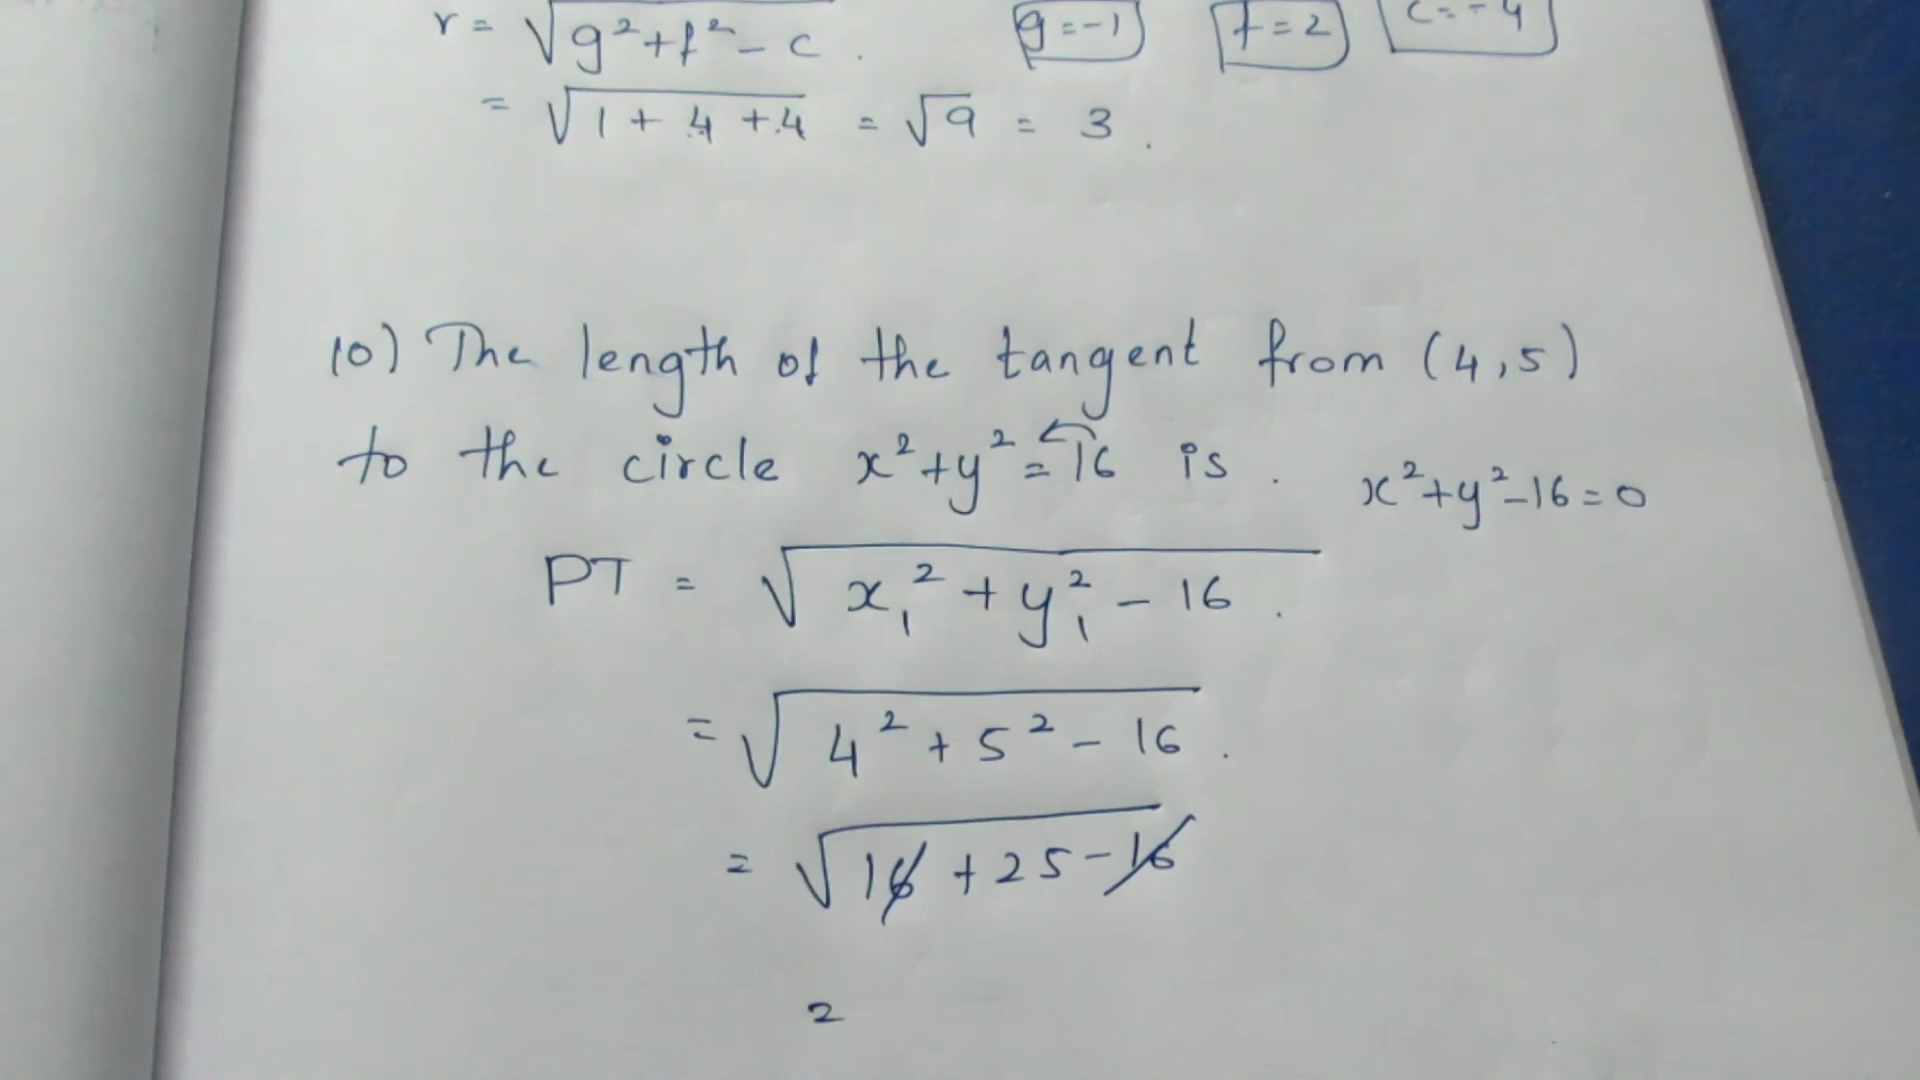 r = √g²+f²-c . g=-1 f=2 c=-4
= √1+4+4 = √9 = 3 .
10) The length of the tangent from (4,5)
to the circle x²+y²=16 is . x²+y²-16=0
PT = √x₁²+y₁²-16 .
= √4²+5²-16 .
= √16+25-16
=